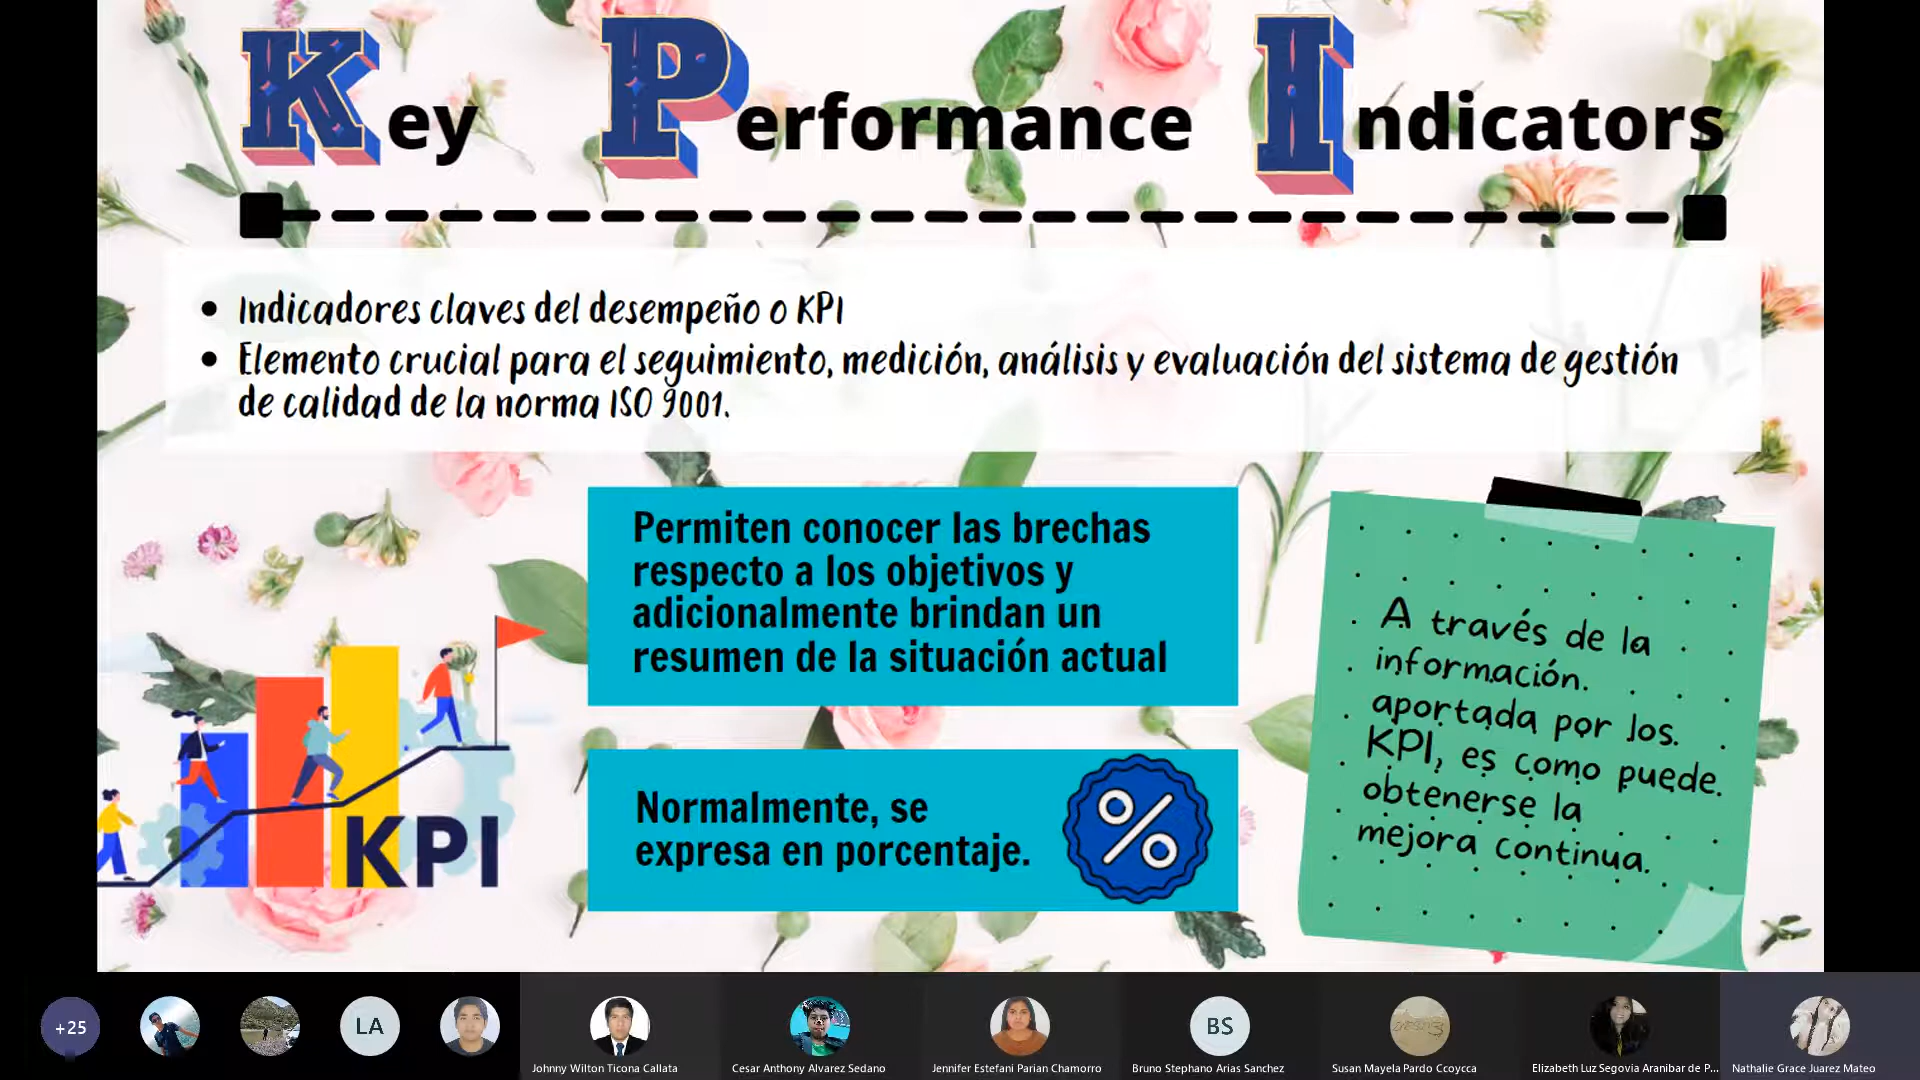 Key Performance Indicators
• Indicadores claves del desempeño o KPI
• Elemento crucial para el seguimiento, medición, análisis y evaluación del sistema de gestión
de calidad de la norma ISO 9001.
Permiten conocer las brechas
respecto a los objetivos y
adicionalmente brindan un
resumen de la situación actual
Normalmente, se
expresa en porcentaje.
%
A través de la
información
aportada por los
KPI, es como puede
obtenerse la
mejora continua.
KPI
+25
LA
BS
Johnny Wilton Ticona Callata
Cesar Anthony Alvarez Sedano
Jennifer Estefani Parian Chamorro
Bruno Stephano Arias Sanchez
Susan Mayela Pardo Ccoycca
Elizabeth Luz Segovia Aranibar de P...
Nathalie Grace Juarez Mateo